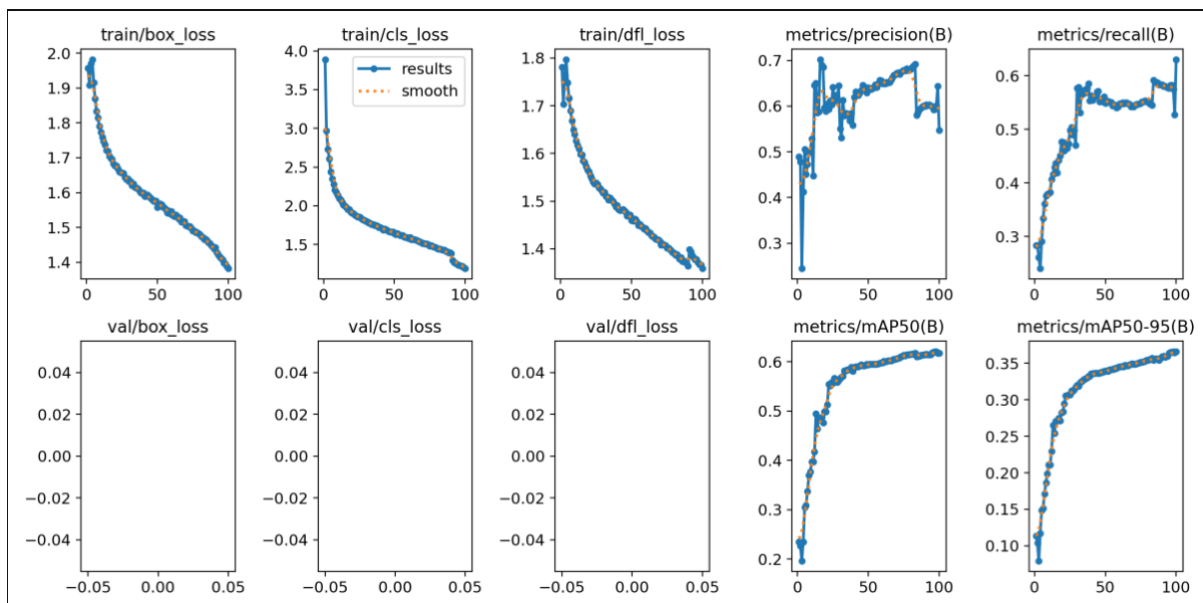 train/box_loss
train/cls_loss
train/dfl_loss
metrics/precision(B)
metrics/recall(B)
2.0
1.9
1.8
1.7
1.6
1.5
1.4
0 50 100
4.0
3.5
3.0
2.5
2.0
1.5
0 50 100
results
smooth
1.8
1.7
1.6
1.5
1.4
0 50 100
0.7
0.6
0.5
0.4
0.3
0 50 100
0.6
0.5
0.4
0.3
0 50 100
val/box_loss
val/cls_loss
val/dfl_loss
metrics/mAP50(B)
metrics/mAP50-95(B)
0.04
0.02
0.00
−0.02
−0.04
−0.05 0.00 0.05
0.04
0.02
0.00
−0.02
−0.04
−0.05 0.00 0.05
0.04
0.02
0.00
−0.02
−0.04
−0.05 0.00 0.05
0.6
0.5
0.4
0.3
0.2
0 50 100
0.35
0.30
0.25
0.20
0.15
0.10
0 50 100